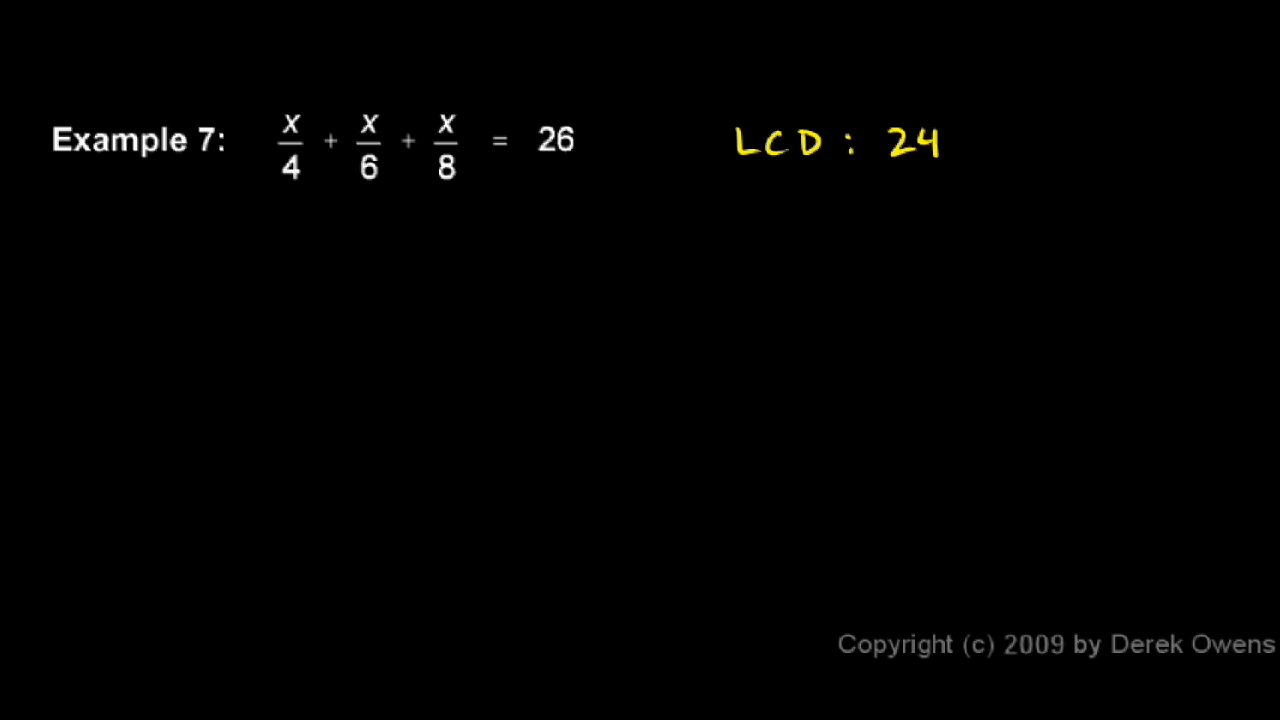 Example 7: x/4 + x/6 + x/8 = 26 LCD: 24
Copyright (c) 2009 by Derek Owens